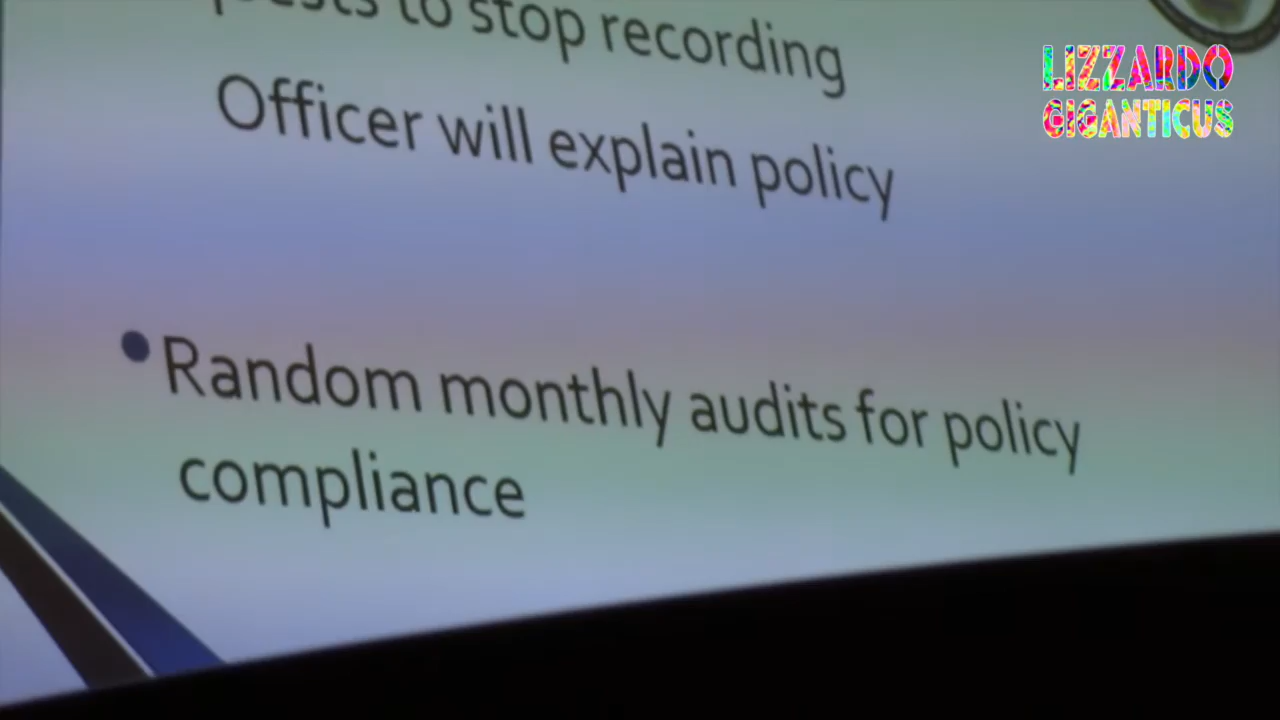 to stop recording
Officer will explain policy
Random monthly audits for policy
compliance
LIZZARDO
GIGANTICUS